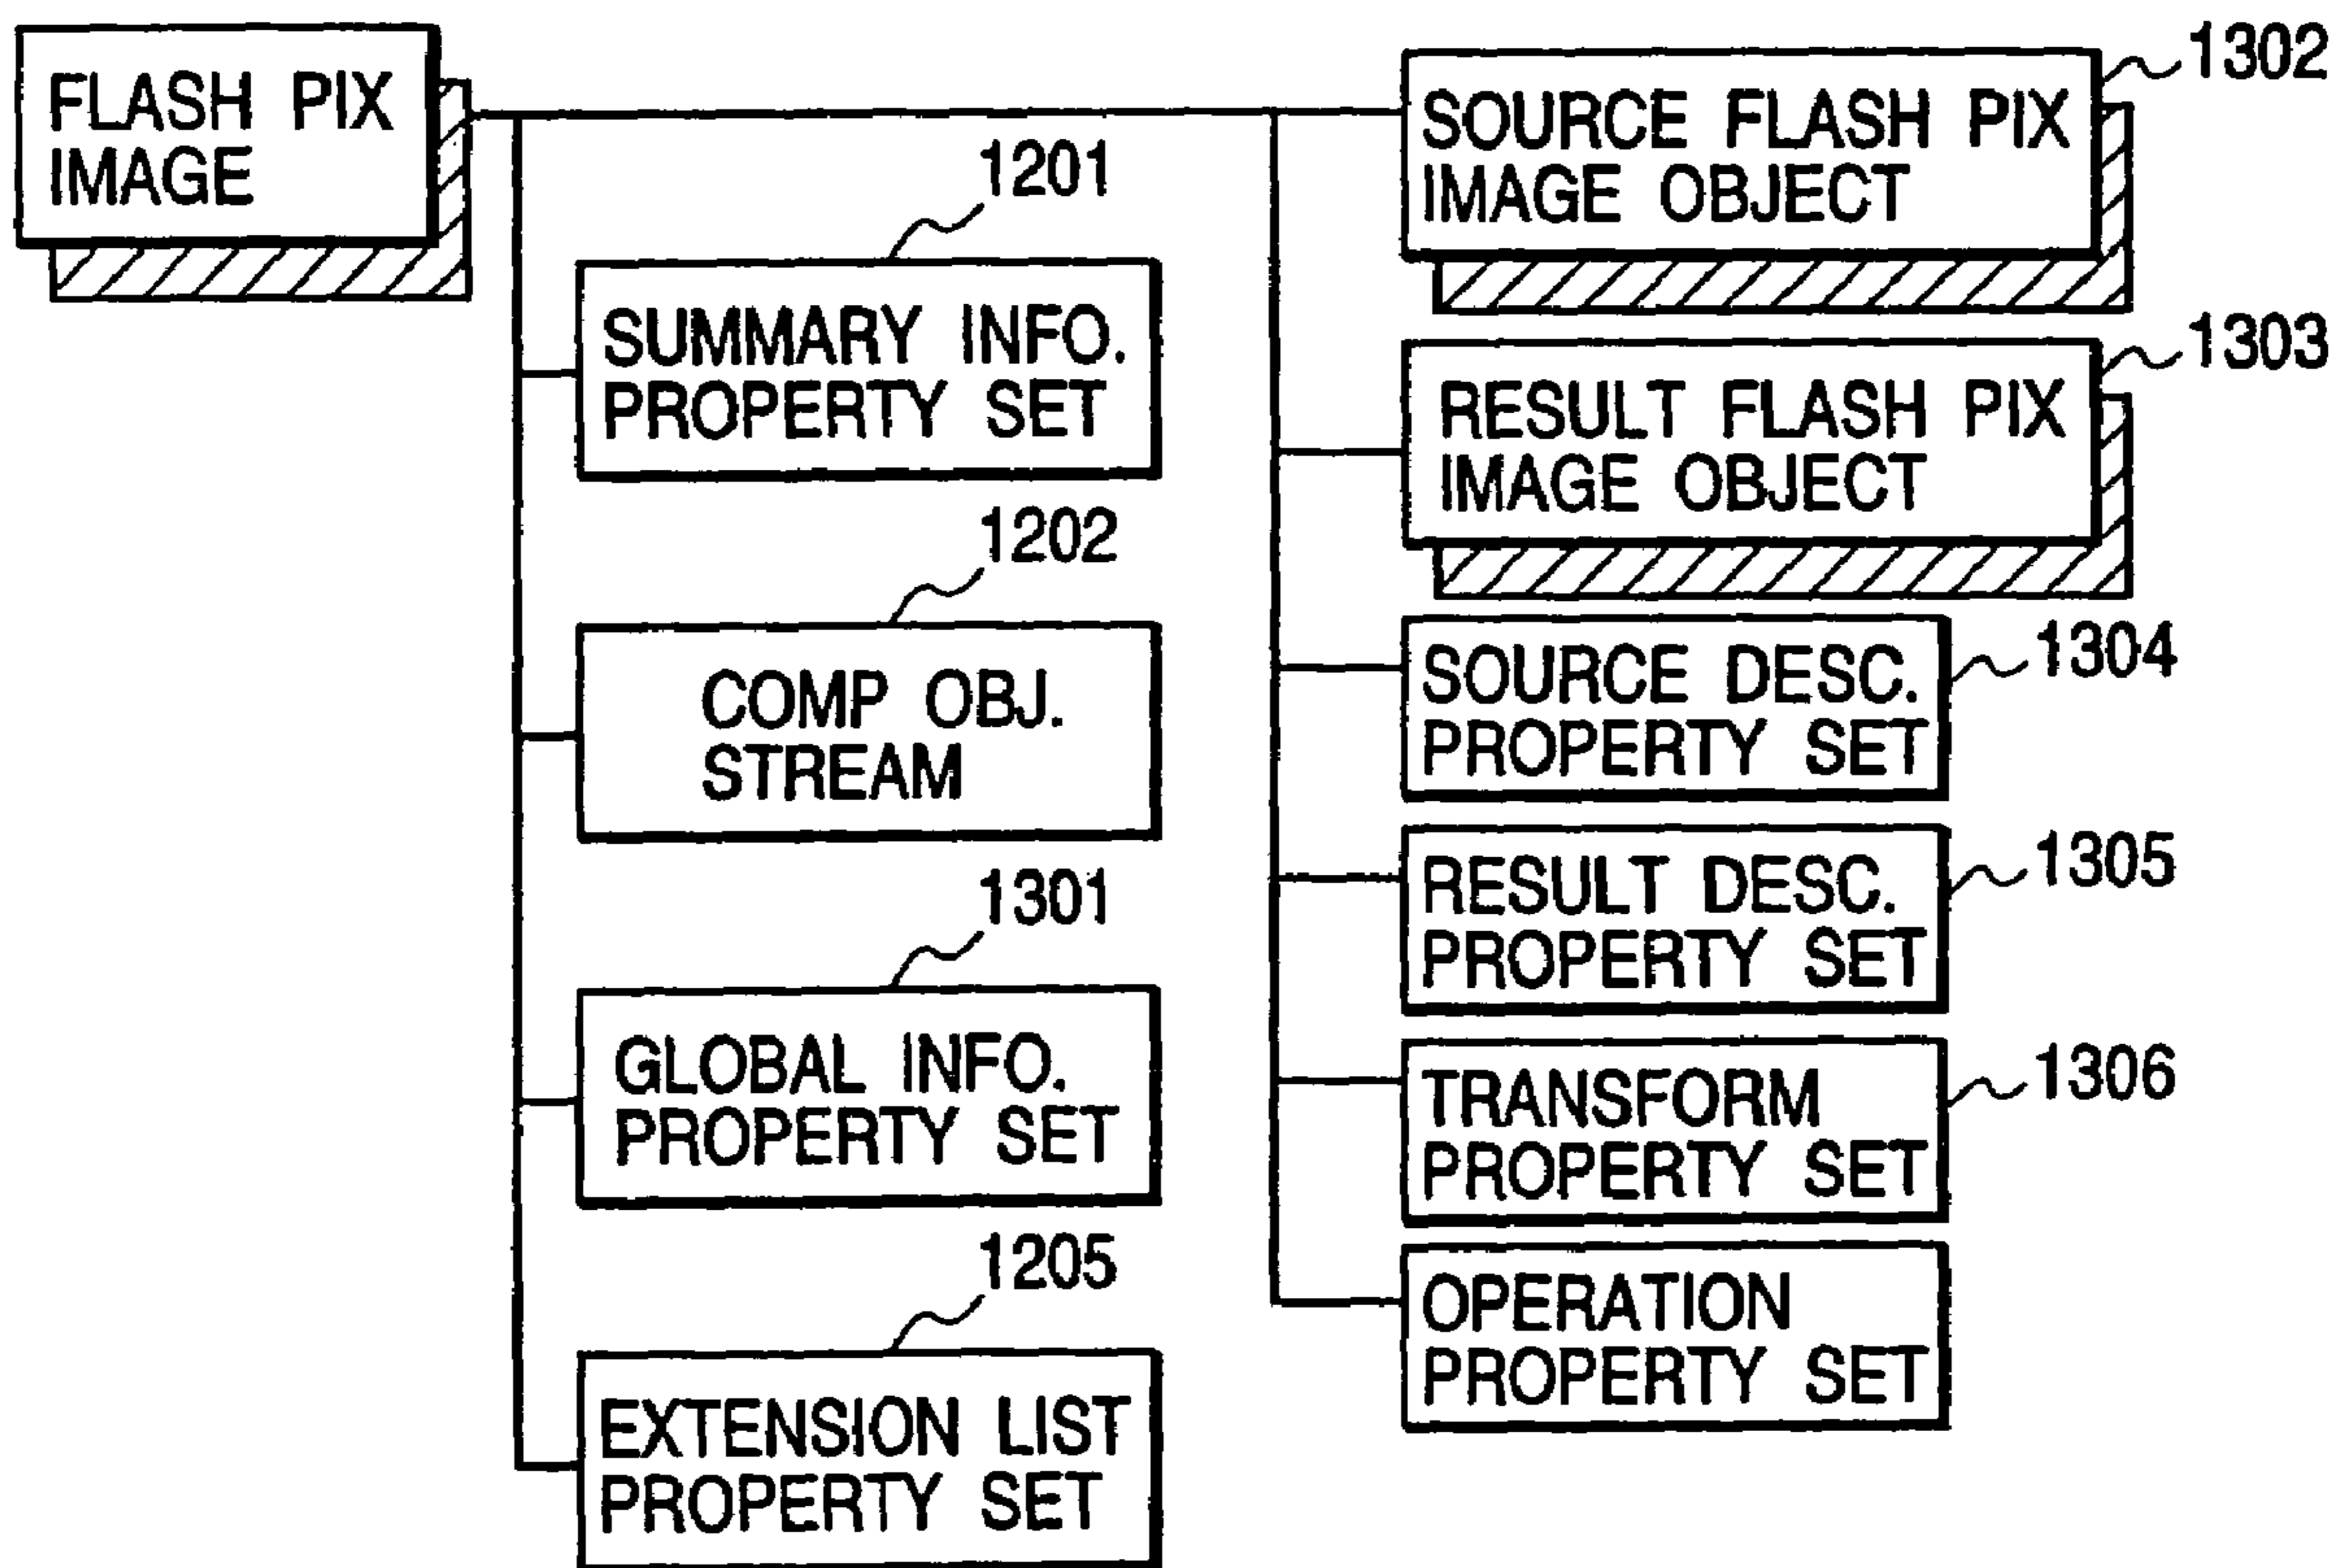 FLASH PIX
IMAGE
1201
SUMMARY INFO.
PROPERTY SET
1202
COMP OBJ.
STREAM
1301
GLOBAL INFO.
PROPERTY SET
1205
EXTENSION LIST
PROPERTY SET
1302
SOURCE FLASH PIX
IMAGE OBJECT
1303
RESULT FLASH PIX
IMAGE OBJECT
1304
SOURCE DESC.
PROPERTY SET
1305
RESULT DESC.
PROPERTY SET
1306
TRANSFORM
PROPERTY SET
OPERATION
PROPERTY SET